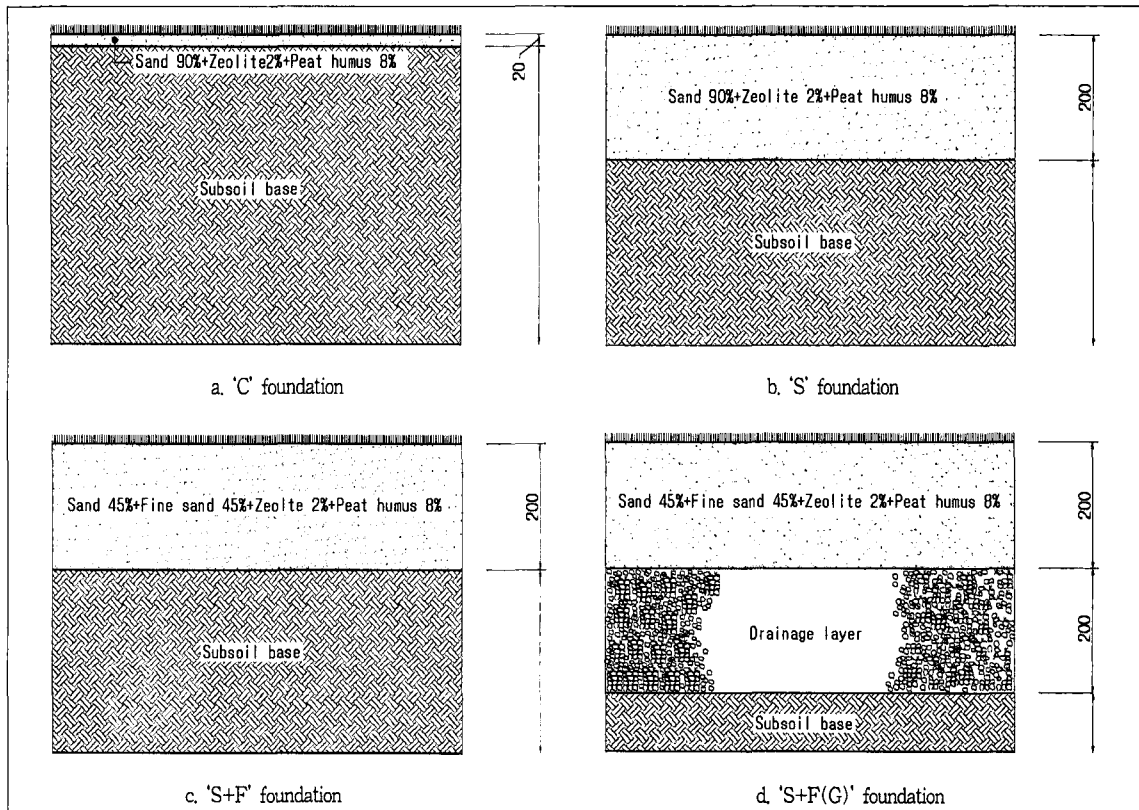 Sand 90%+Zeolite2%+Peat humus 8%
20
Subsoil base
a. 'C' foundation
Sand 90%+Zeolite 2%+Peat humus 8%
200
Subsoil base
b. 'S' foundation
Sand 45%+Fine sand 45%+Zeolte 2%+Peat humus 8%
200
Subsoil base
c. 'S+F' foundation
Sand 45%+Fine sand 45%+Zeolite 2%+Peat humus 8%
200
Drainage layer
200
Subsoil base
d. 'S+F(G)' foundation